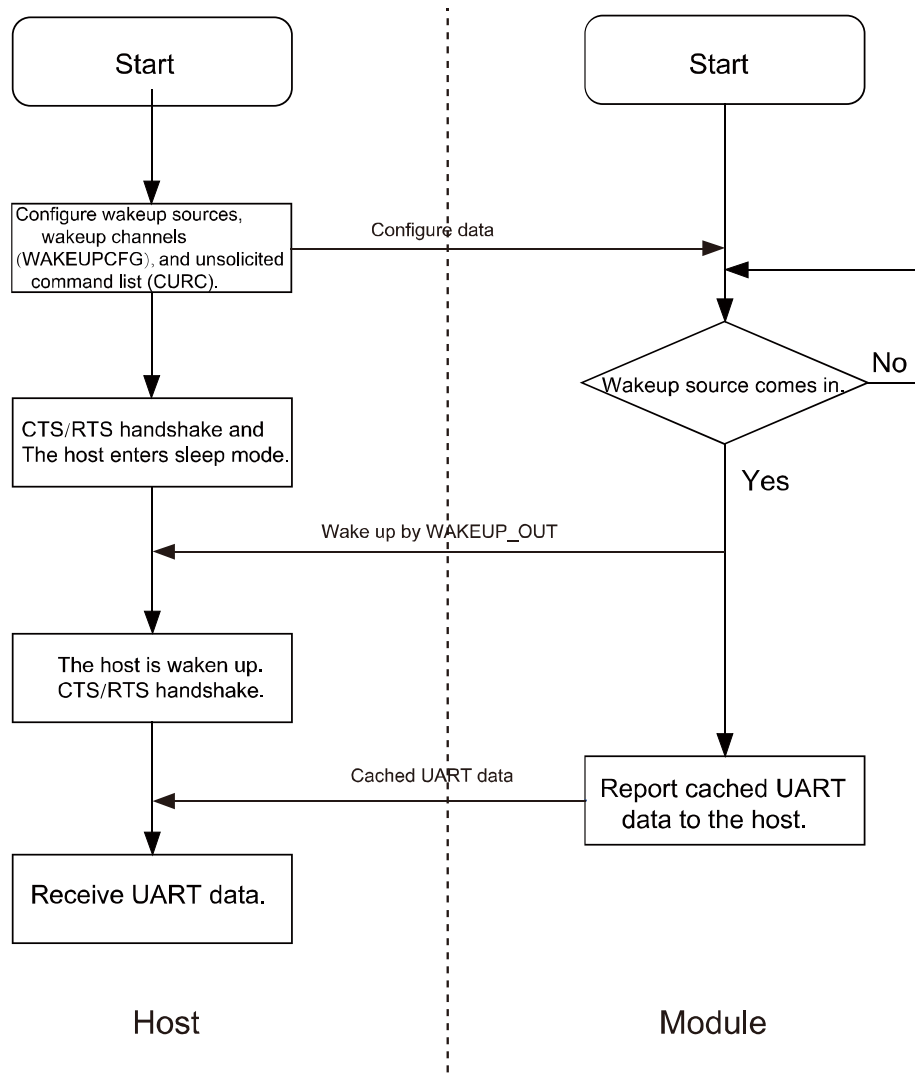 Start
Start
Configure wakeup sources,
wakeup channels
(WAKEUPCFG), and unsolicited
command list (CURC).
Configure data
Wakeup source comes in.
No
CTS/RTS handshake and
The host enters sleep mode.
Yes
Wake up by WAKEUP_OUT
The host is waken up.
CTS/RTS handshake.
Cached UART data
Report cached UART
data to the host.
Receive UART data.
Host
Module